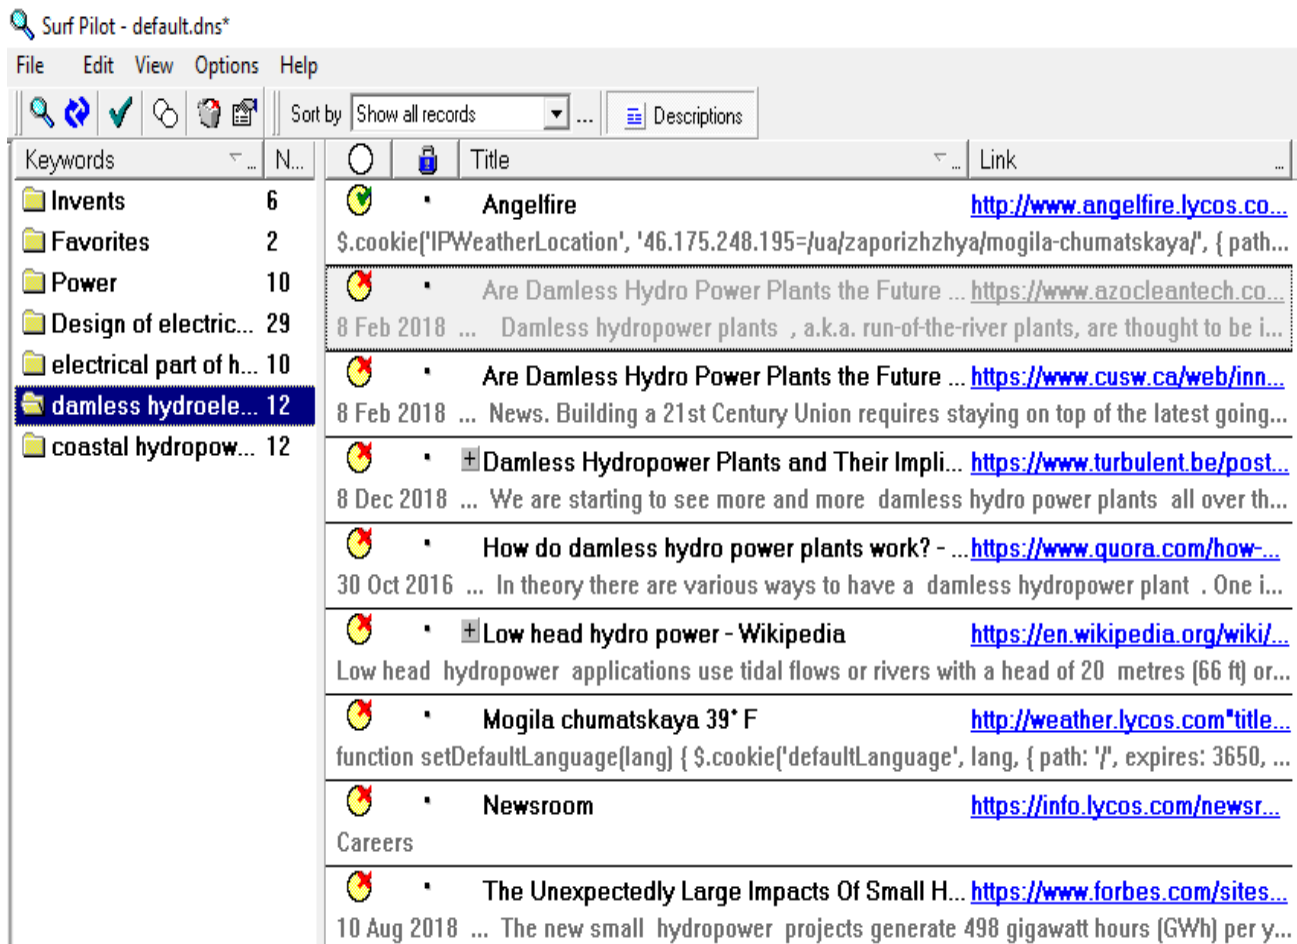 Surf Pilot - default.dns*
File Edit View Options Help
Sort by Show all records ... Descriptions
Keywords ... N... Title ... Link ...
Invents 6
Favorites 2
Power 10
Design of electric... 29
electrical part of h... 10
damless hydroele... 12
coastal hydropow... 12
Angelfire http://www.angelfire.lycos.co...
$.cookie('IPWeatherLocation', '46.175.248.195=/ua/zaporizhzhya/mogila-chumatskaya/', { path...
Are Damless Hydro Power Plants the Future ... https://www.azocleantech.co...
8 Feb 2018 ... Damless hydropower plants , a.k.a. run-of-the-river plants, are thought to be i...
Are Damless Hydro Power Plants the Future ... https://www.cusw.ca/web/inn...
8 Feb 2018 ... News. Building a 21st Century Union requires staying on top of the latest going...
Damless Hydropower Plants and Their Impli... https://www.turbulent.be/post...
8 Dec 2018 ... We are starting to see more and more damless hydro power plants all over th...
How do damless hydro power plants work? - ... https://www.quora.com/how-...
30 Oct 2016 ... In theory there are various ways to have a damless hydropower plant . One i...
Low head hydro power - Wikipedia https://en.wikipedia.org/wiki/...
Low head hydropower applications use tidal flows or rivers with a head of 20 metres (66 ft) or...
Mogila chumatskaya 39° F http://weather.lycos.com"title...
function setDefaultLanguage(lang) { $.cookie('defaultLanguage', lang, { path: '/', expires: 3650, ...
Newsroom https://info.lycos.com/newsr...
Careers
The Unexpectedly Large Impacts Of Small H... https://www.forbes.com/sites...
10 Aug 2018 ... The new small hydropower projects generate 498 gigawatt hours (GWh) per y...